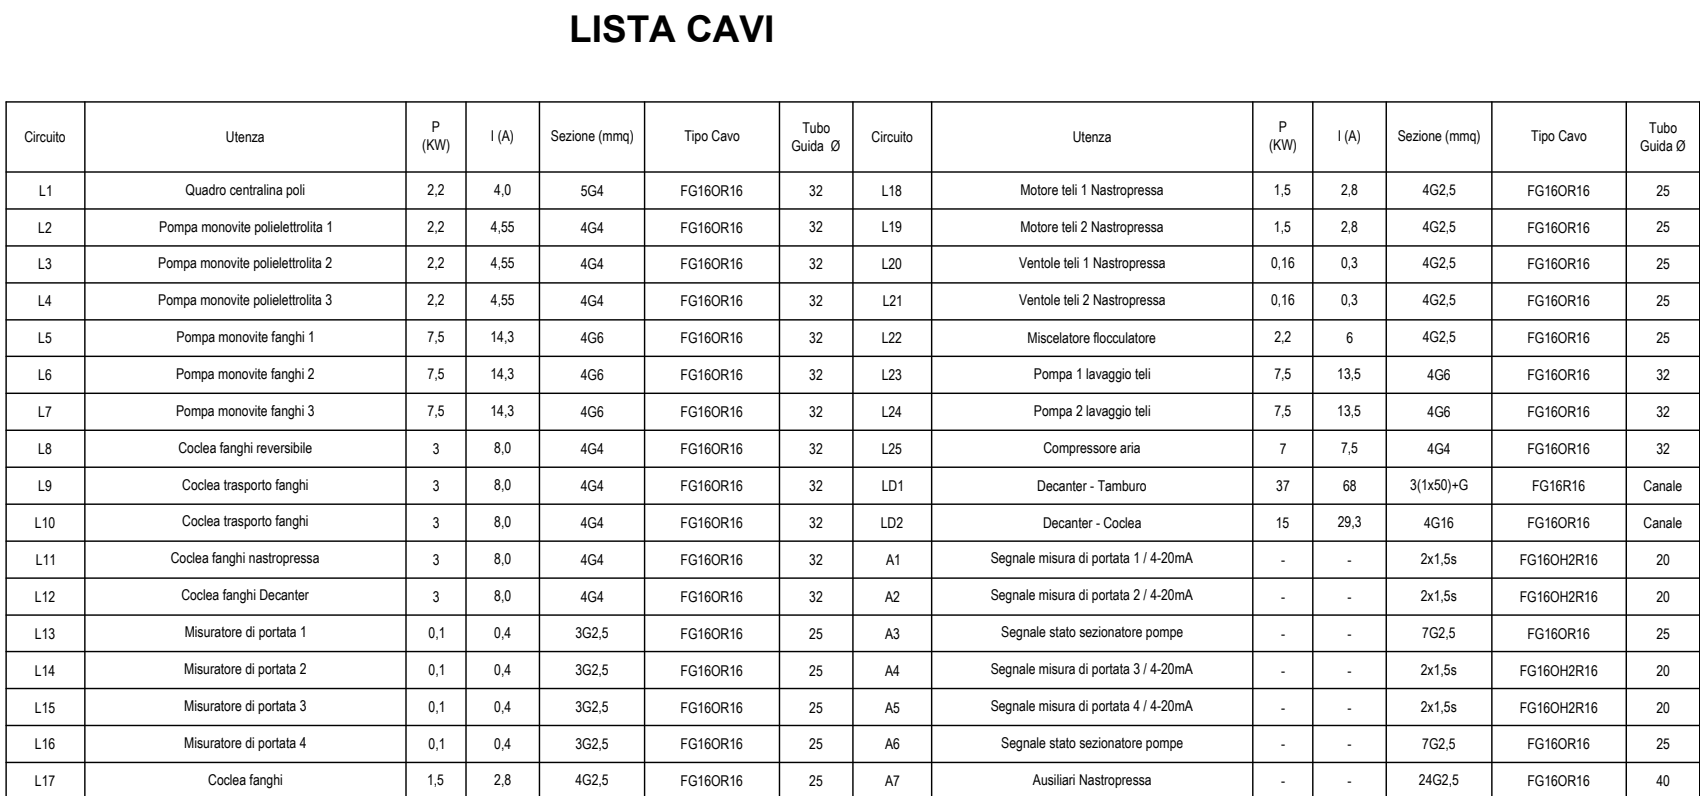 LISTA CAVI
Circuito Utenza P (KW) I (A) Sezione (mmq) Tipo Cavo Tubo Guida Ø Circuito Utenza P (KW) I (A) Sezione (mmq) Tipo Cavo Tubo Guida Ø
L1 Quadro centralina poli 2,2 4,0 5G4 FG16OR16 32 L18 Motore teli 1 Nastropressa 1,5 2,8 4G2,5 FG16OR16 25
L2 Pompa monovite polielettrolita 1 2,2 4,55 4G4 FG16OR16 32 L19 Motore teli 2 Nastropressa 1,5 2,8 4G2,5 FG16OR16 25
L3 Pompa monovite polielettrolita 2 2,2 4,55 4G4 FG16OR16 32 L20 Ventole teli 1 Nastropressa 0,16 0,3 4G2,5 FG16OR16 25
L4 Pompa monovite polielettrolita 3 2,2 4,55 4G4 FG16OR16 32 L21 Ventole teli 2 Nastropressa 0,16 0,3 4G2,5 FG16OR16 25
L5 Pompa monovite fanghi 1 7,5 14,3 4G6 FG16OR16 32 L22 Miscelatore flocculatore 2,2 6 4G2,5 FG16OR16 25
L6 Pompa monovite fanghi 2 7,5 14,3 4G6 FG16OR16 32 L23 Pompa 1 lavaggio teli 7,5 13,5 4G6 FG16OR16 32
L7 Pompa monovite fanghi 3 7,5 14,3 4G6 FG16OR16 32 L24 Pompa 2 lavaggio teli 7,5 13,5 4G6 FG16OR16 32
L8 Coclea fanghi reversibile 3 8,0 4G4 FG16OR16 32 L25 Compressore aria 7 7,5 4G4 FG16OR16 32
L9 Coclea trasporto fanghi 3 8,0 4G4 FG16OR16 32 LD1 Decanter - Tamburo 37 68 3(1x50)+G FG16R16 Canale
L10 Coclea trasporto fanghi 3 8,0 4G4 FG16OR16 32 LD2 Decanter - Coclea 15 29,3 4G16 FG16OR16 Canale
L11 Coclea fanghi nastropressa 3 8,0 4G4 FG16OR16 32 A1 Segnale misura di portata 1 / 4-20mA - - 2x1,5s FG16OH2R16 20
L12 Coclea fanghi Decanter 3 8,0 4G4 FG16OR16 32 A2 Segnale misura di portata 2 / 4-20mA - - 2x1,5s FG16OH2R16 20
L13 Misuratore di portata 1 0,1 0,4 3G2,5 FG16OR16 25 A3 Segnale stato sezionatore pompe - - 7G2,5 FG16OR16 25
L14 Misuratore di portata 2 0,1 0,4 3G2,5 FG16OR16 25 A4 Segnale misura di portata 3 / 4-20mA - - 2x1,5s FG16OH2R16 20
L15 Misuratore di portata 3 0,1 0,4 3G2,5 FG16OR16 25 A5 Segnale misura di portata 4 / 4-20mA - - 2x1,5s FG16OH2R16 20
L16 Misuratore di portata 4 0,1 0,4 3G2,5 FG16OR16 25 A6 Segnale stato sezionatore pompe - - 7G2,5 FG16OR16 25
L17 Coclea fanghi 1,5 2,8 4G2,5 FG16OR16 25 A7 Ausiliari Nastropressa - - 24G2,5 FG16OR16 40